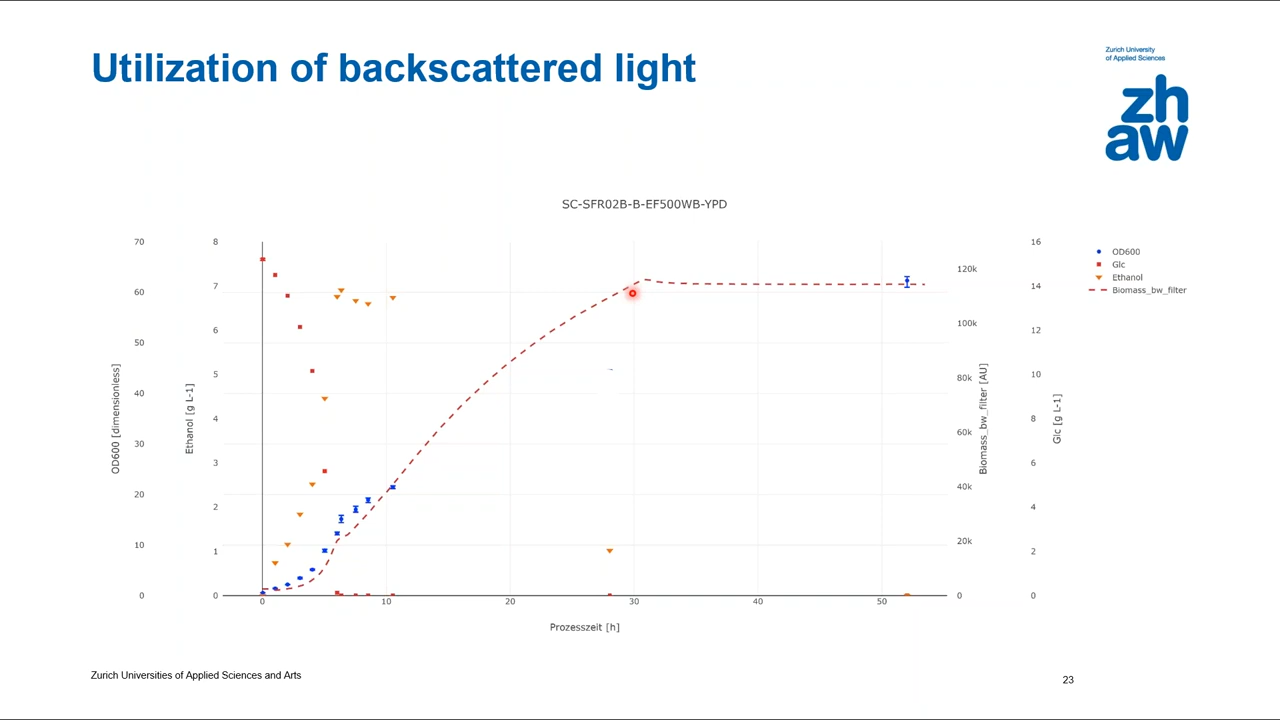 Utilization of backscattered light
Zurich University
of Applied Sciences
zh
aw
SC-SFR02B-B-EF500WB-YPD
70
60
50
40
30
20
10
0
OD600 [dimensionless]
8
7
6
5
4
3
2
1
0
Ethanol [g L-1]
120k
100k
80k
60k
40k
20k
0
Biomass_bw_filter [AU]
16
14
12
10
8
6
4
2
0
Glc [g L-1]
OD600
Glc
Ethanol
Biomass_bw_filter
0
10
20
30
40
50
Prozesszeit [h]
Zurich Universities of Applied Sciences and Arts
23